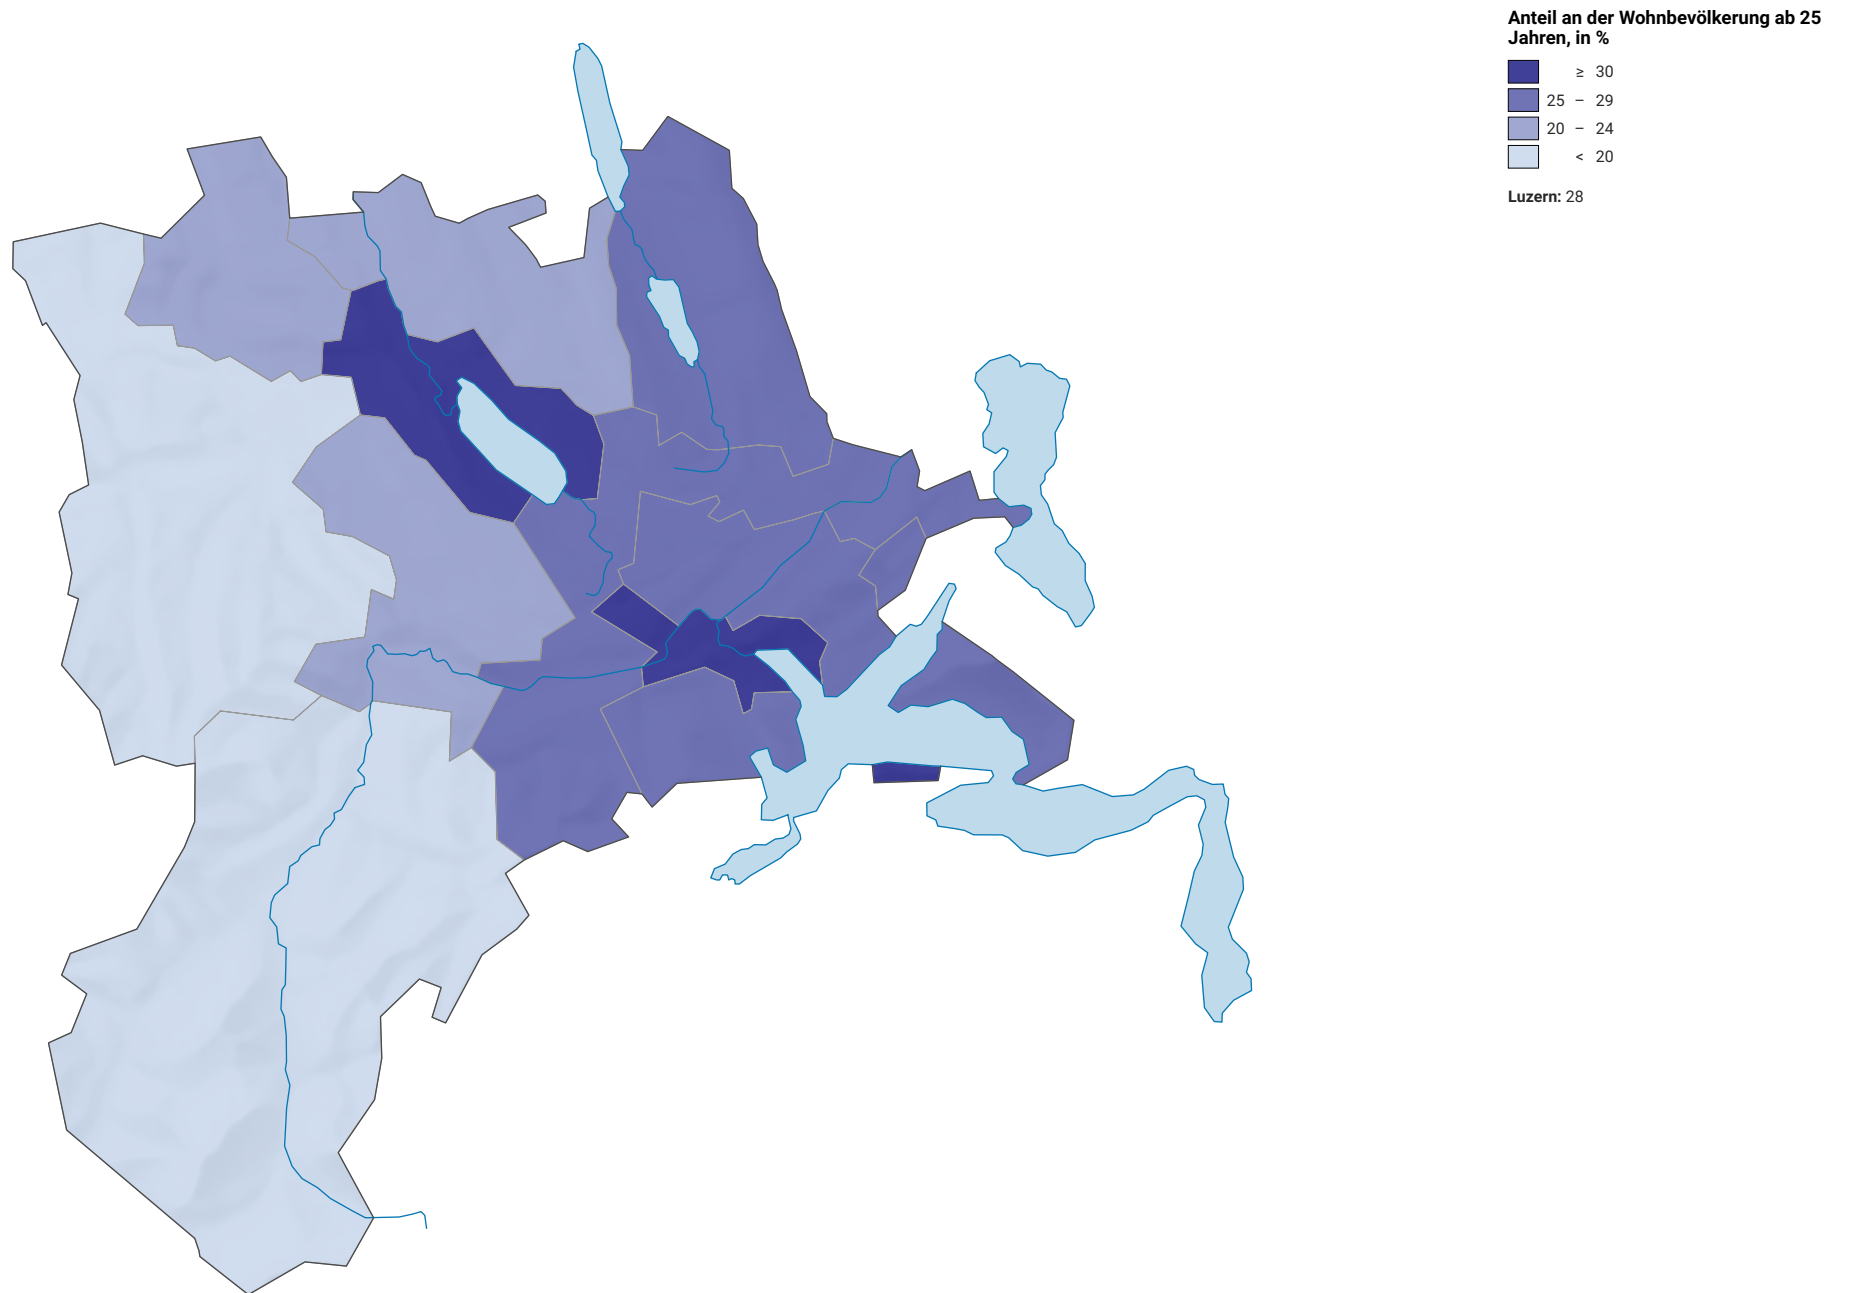 Anteil an der Wohnbevölkerung ab 25
Jahren, in %
≥ 30
25 – 29
20 – 24
< 20
Luzern: 28